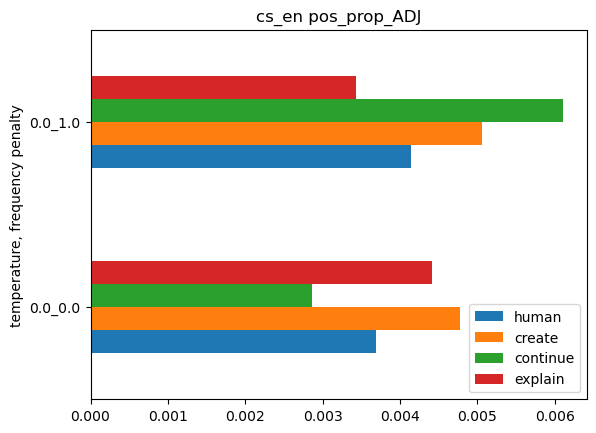 cs_en pos_prop_ADJ
temperature, frequency penalty
0.0_1.0
0.0_0.0
human
create
continue
explain
0.000 0.001 0.002 0.003 0.004 0.005 0.006